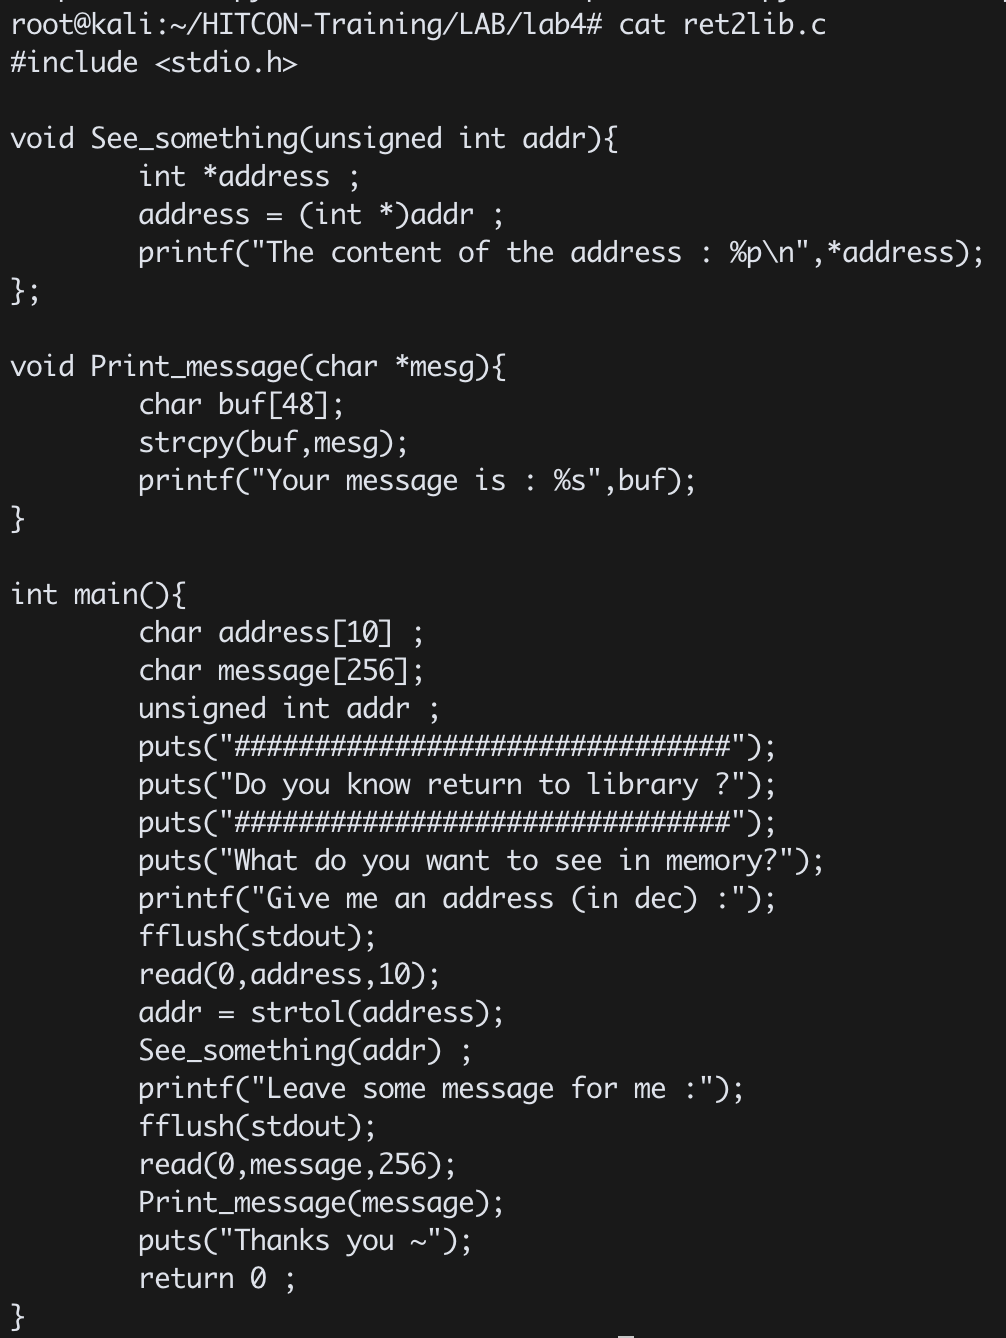 root@kali:~/HITCON-Training/LAB/lab4# cat ret2lib.c
#include <stdio.h>

void See_something(unsigned int addr){
        int *address ;
        address = (int *)addr ;
        printf("The content of the address : %p\n",*address);
};

void Print_message(char *mesg){
        char buf[48];
        strcpy(buf,mesg);
        printf("Your message is : %s",buf);
}

int main(){
        char address[10] ;
        char message[256];
        unsigned int addr ;
        puts("###############################");
        puts("Do you know return to library ?");
        puts("###############################");
        puts("What do you want to see in memory?");
        printf("Give me an address (in dec) :");
        fflush(stdout);
        read(0,address,10);
        addr = strtol(address);
        See_something(addr) ;
        printf("Leave some message for me :");
        fflush(stdout);
        read(0,message,256);
        Print_message(message);
        puts("Thanks you ~");
        return 0 ;
}